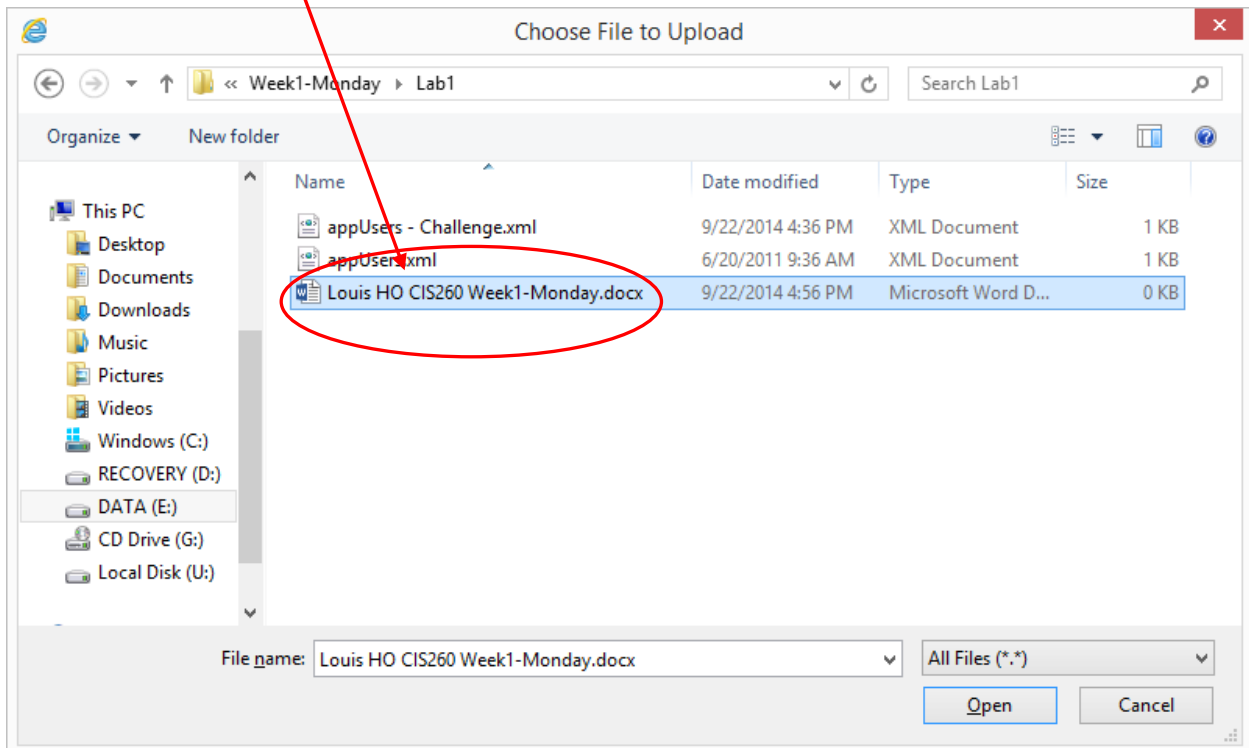 Choose File to Upload
« Week1-Monday Lab1 Search Lab1
Organize New folder
Name Date modified Type Size
This PC
Desktop
Documents
Downloads
Music
Pictures
Videos
Windows (C:)
RECOVERY (D:)
DATA (E:)
CD Drive (G:)
Local Disk (U:)
appUsers - Challenge.xml 9/22/2014 4:36 PM XML Document 1 KB
appUsers.xml 6/20/2011 9:36 AM XML Document 1 KB
Louis HO CIS260 Week1-Monday.docx 9/22/2014 4:56 PM Microsoft Word D... 0 KB
File name: Louis HO CIS260 Week1-Monday.docx All Files (*.*)
Open Cancel